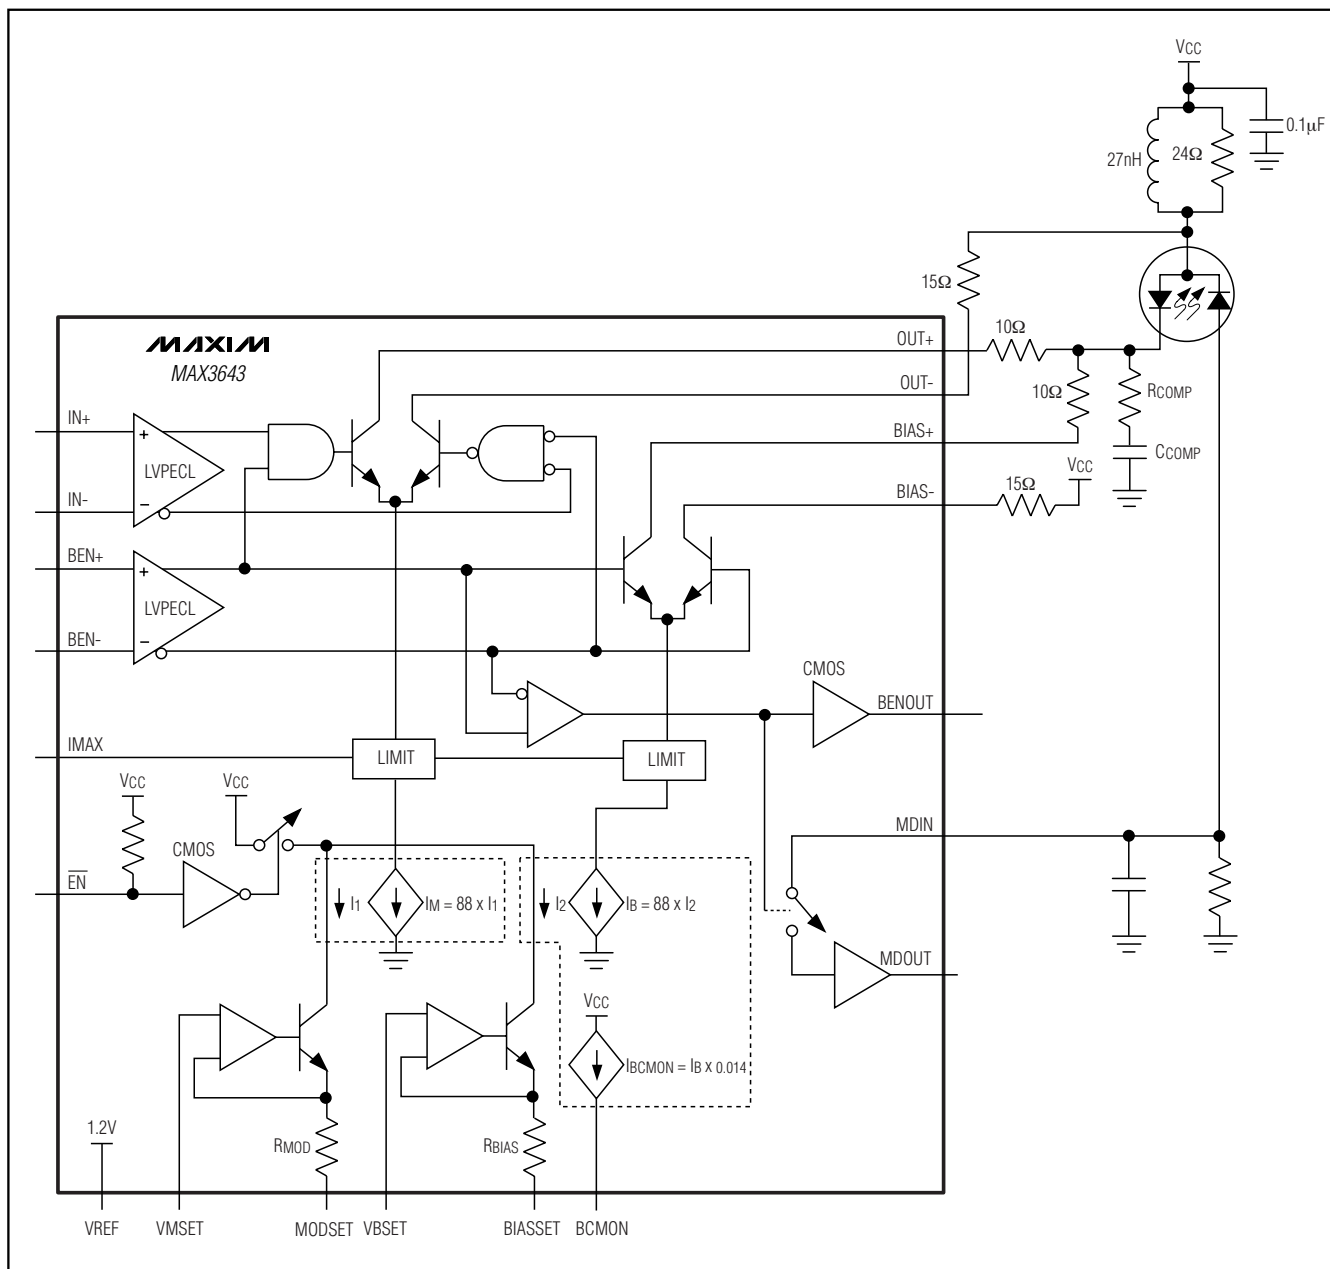 VCC
0.1µF
27nH
24Ω
15Ω
MAXIM
MAX3643
OUT+
10Ω
OUT-
10Ω
RCOMP
IN+
BIAS+
+
LVPECL
CCOMP
VCC
IN-
−
BIAS-
15Ω
BEN+
+
LVPECL
BEN-
−
CMOS
BENOUT
IMAX
LIMIT
LIMIT
VCC
VCC
MDIN
CMOS
EN
I1
IM = 88 x I1
I2
IB = 88 x I2
MDOUT
VCC
IBCMON = IB x 0.014
1.2V
RMOD
RBIAS
VREF
VMSET
MODSET
VBSET
BIASSET
BCMON